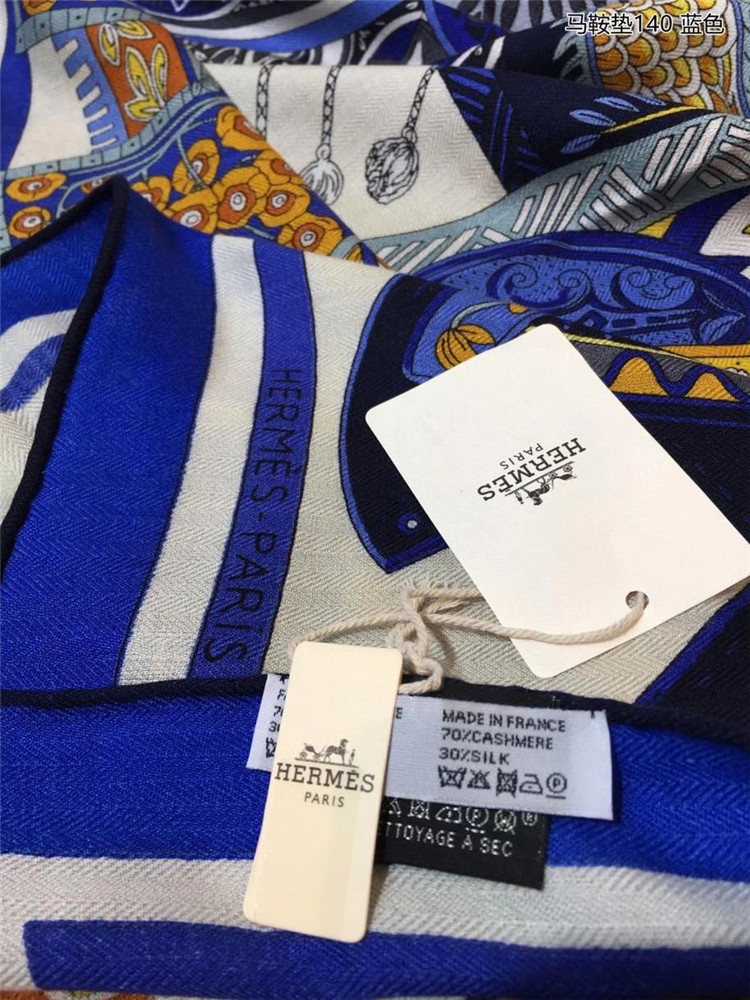 马鞍垫140 蓝色
HERMÈS-PARIS
HERMÈS
PARIS
MADE IN FRANCE
70%CASHMERE
30%SILK
HERMÈS
PARIS
ETTOYAGE A SEC